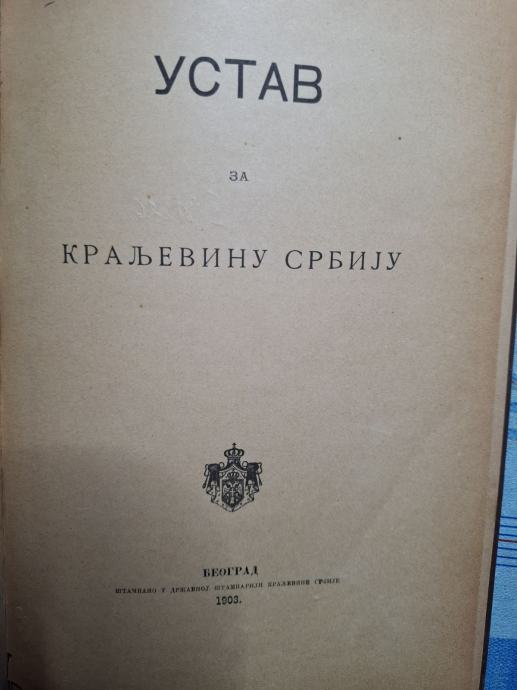 УСТАВ
ЗА
КРАЉЕВИНУ СРБИЈУ
БЕОГРАД
ШТАМПАНО У ДРЖАВНОЈ ШТАМПАРИЈИ КРАЉЕВИНЕ СРБИЈЕ
1903.